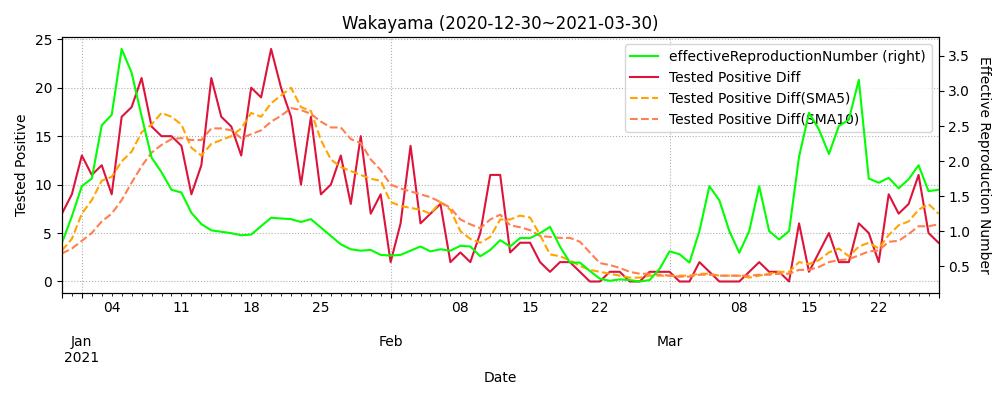 Wakayama (2020-12-30~2021-03-30)
effectiveReproductionNumber (right)
Tested Positive Diff
Tested Positive Diff(SMA5)
Tested Positive Diff(SMA10)
Tested Positive
25
20
15
10
5
0
3.5
3.0
2.5
2.0
1.5
1.0
0.5
Effective Reproduction Number
04 11 18 25 08 15 22 08 15 22
Jan Feb Mar
2021
Date